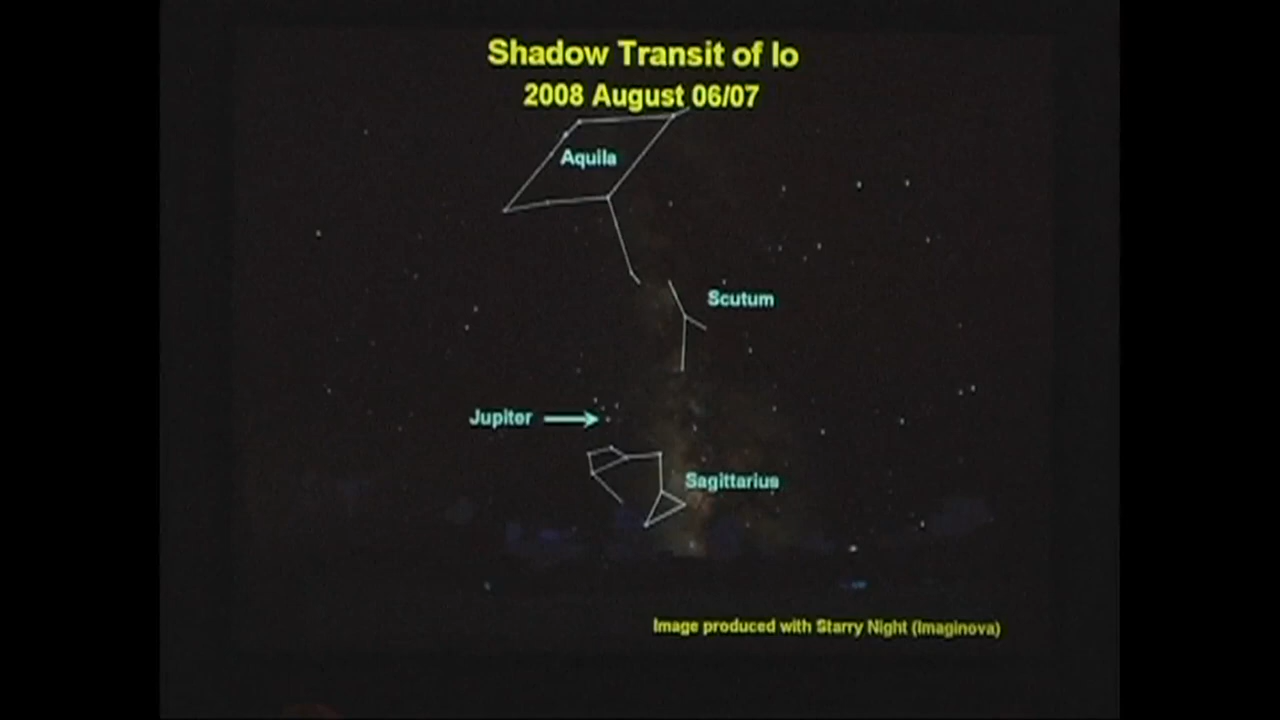 Shadow Transit of Io
2008 August 06/07
Aquila
Scutum
Jupiter
Sagittarius
Image produced with Starry Night (Imaginova)